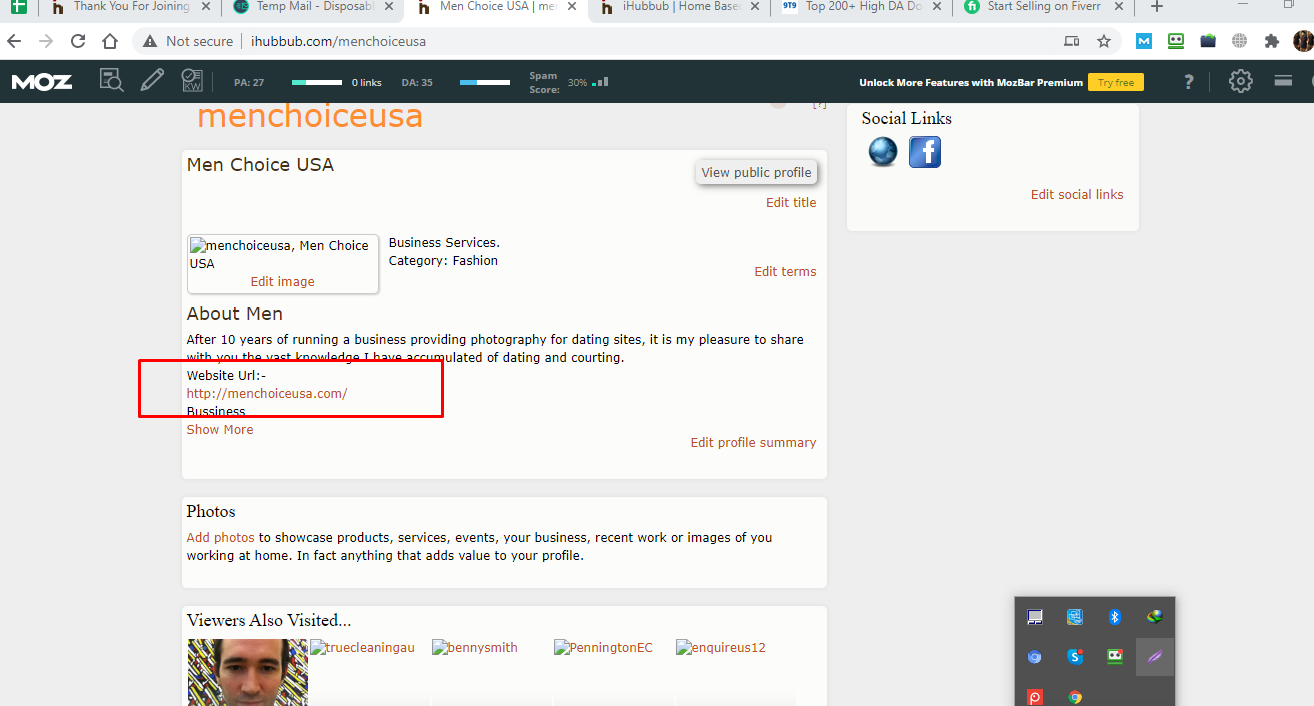 Thank You For Joining
Temp Mail - Disposabl
Men Choice USA | men
iHubbub | Home Based
9T9
Top 200+ High DA Do
Start Selling on Fiverr
Not secure
ihubbub.com/menchoiceusa
MOZ
PA: 27
0 links
DA: 35
Spam
Score:
30%
Unlock More Features with MozBar Premium
Try free
?
menchoiceusa
[?]
Men Choice USA
View public profile
Edit title
menchoiceusa, Men Choice
USA
Edit image
Business Services.
Category: Fashion
Edit terms
About Men
After 10 years of running a business providing photography for dating sites, it is my pleasure to share
with you the vast knowledge I have accumulated of dating and courting.
Website Url:-
http://menchoiceusa.com/
Bussiness
Show More
Edit profile summary
Photos
Add photos to showcase products, services, events, your business, recent work or images of you
working at home. In fact anything that adds value to your profile.
Viewers Also Visited...
truecleaningau
bennysmith
PenningtonEC
enquireus12
Social Links
Edit social links